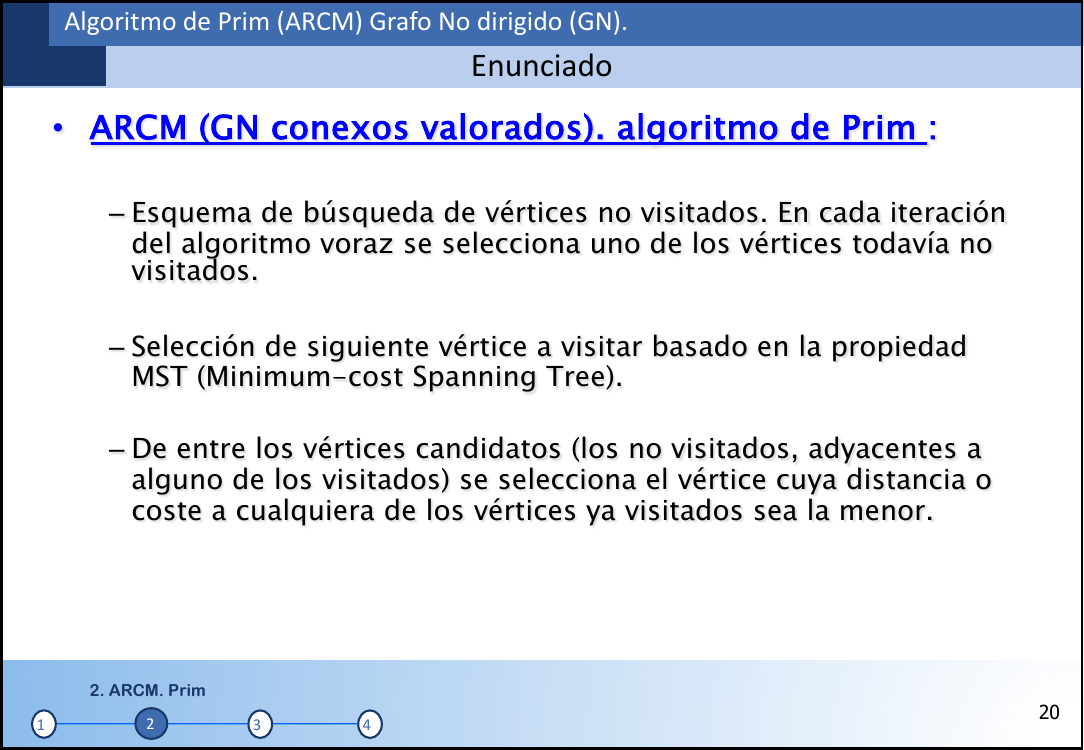 Algoritmo de Prim (ARCM) Grafo No dirigido (GN).
Enunciado
• ARCM (GN conexos valorados). algoritmo de Prim :
– Esquema de búsqueda de vértices no visitados. En cada iteración
del algoritmo voraz se selecciona uno de los vértices todavía no
visitados.
– Selección de siguiente vértice a visitar basado en la propiedad
MST (Minimum-cost Spanning Tree).
– De entre los vértices candidatos (los no visitados, adyacentes a
alguno de los visitados) se selecciona el vértice cuya distancia o
coste a cualquiera de los vértices ya visitados sea la menor.
2. ARCM. Prim
1 2 3 4
20